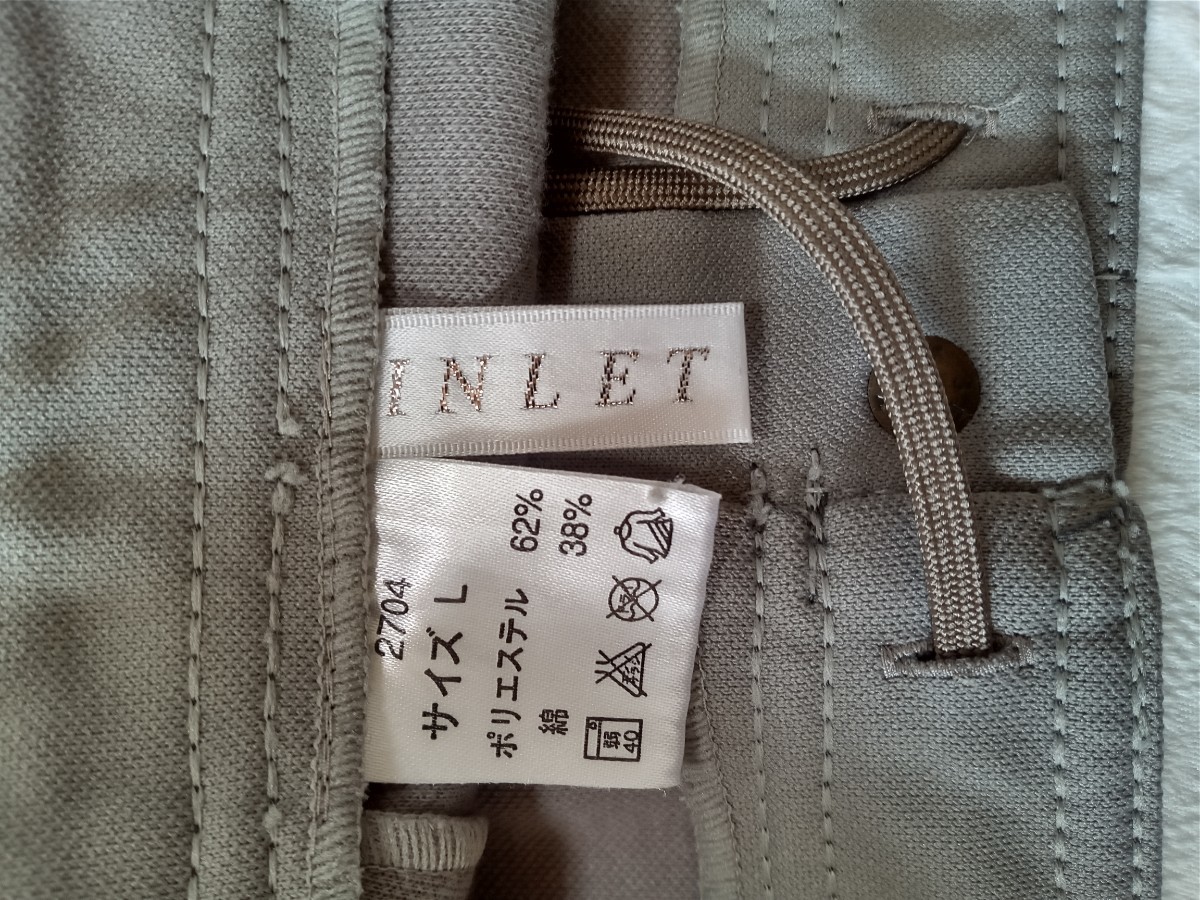 INLET
2704
サイズ L
ポリエステル 62%
綿 38%
弱
40